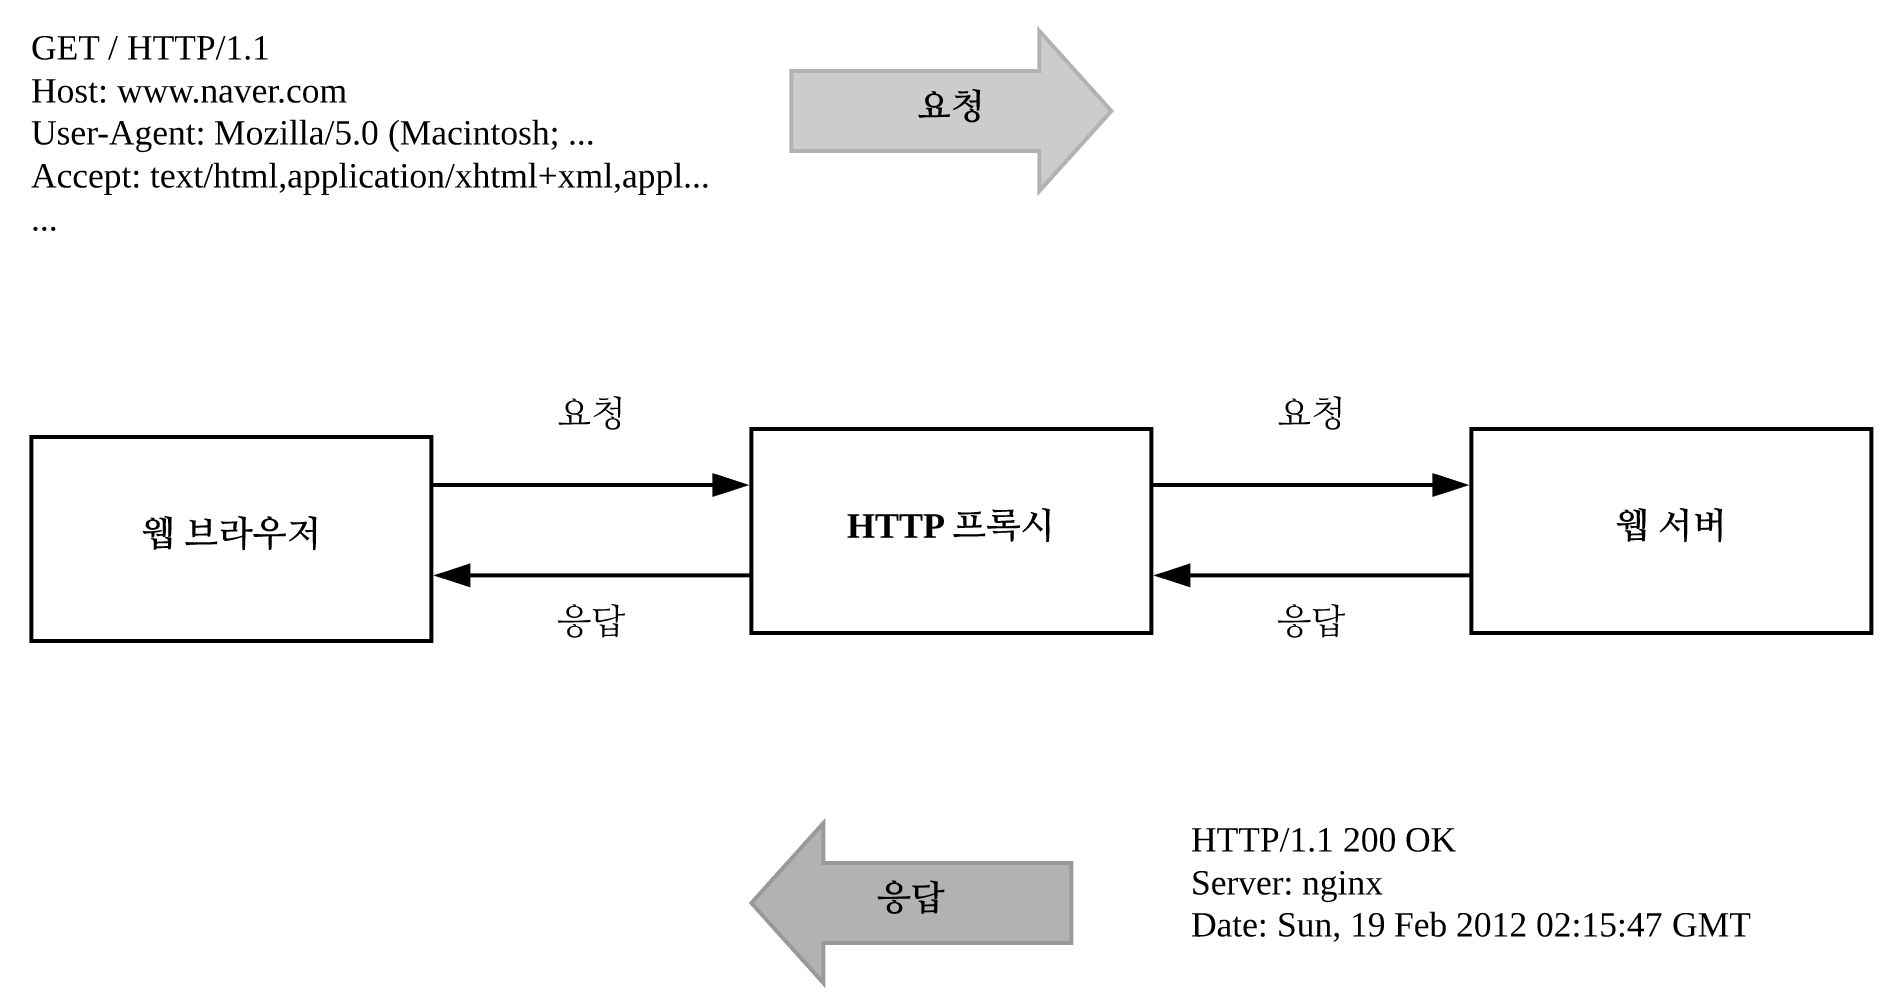 GET / HTTP/1.1
Host: www.naver.com
User-Agent: Mozilla/5.0 (Macintosh; ...
Accept: text/html,application/xhtml+xml,appl...
...
요청
요청
요청
웹 브라우저
HTTP 프록시
웹 서버
응답
응답
응답
HTTP/1.1 200 OK
Server: nginx
Date: Sun, 19 Feb 2012 02:15:47 GMT